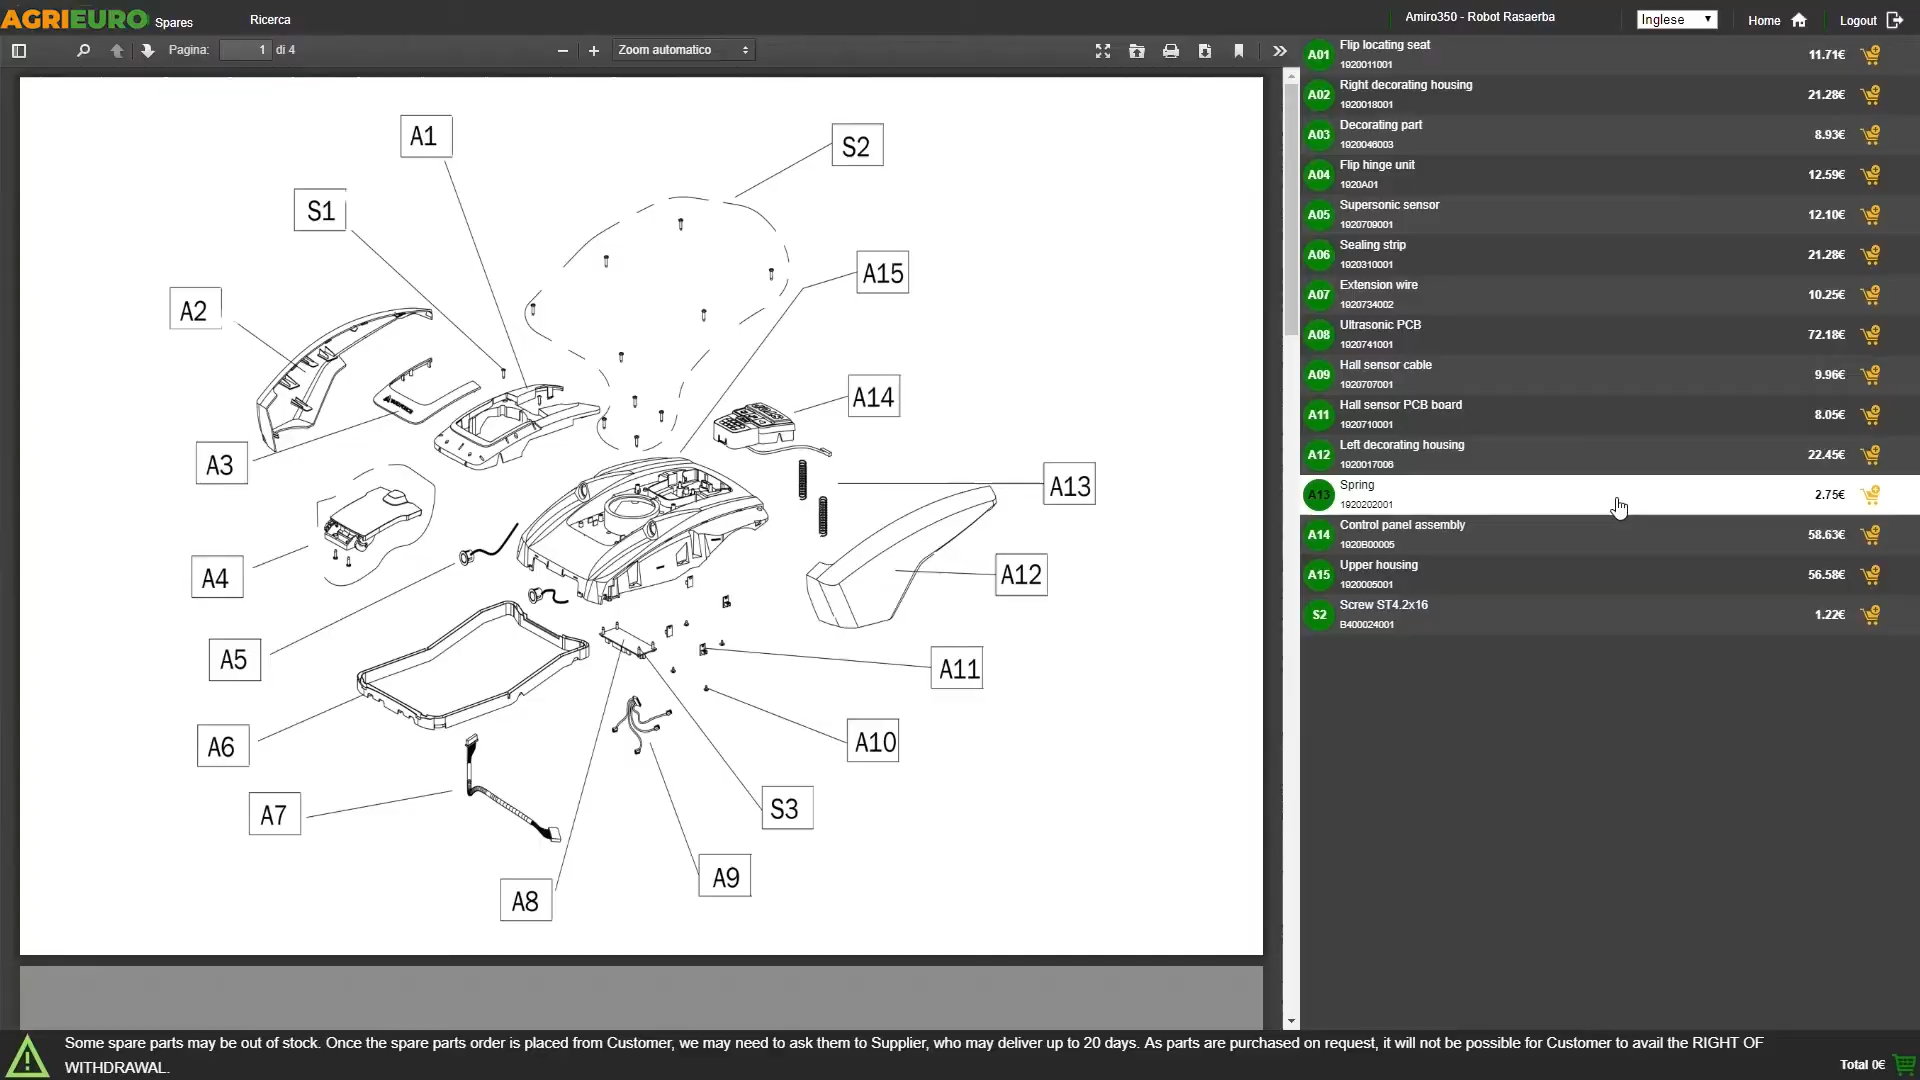 AGRIEURO Spares
Ricerca
Amiro350 - Robot Rasaerba
Inglese
Home
Logout
Pagina:
1
di 4
Zoom automatico
A1
S2
S1
A15
A2
A14
A3
A13
A4
A12
A5
A11
A6
A10
A7
S3
A9
A8
A01
Flip locating seat
1920011001
11.71€
A02
Right decorating housing
1920018001
21.28€
A03
Decorating part
1920046003
8.93€
A04
Flip hinge unit
1920A01
12.59€
A05
Supersonic sensor
1920709001
12.10€
A06
Sealing strip
1920310001
21.28€
A07
Extension wire
1920734002
10.25€
A08
Ultrasonic PCB
1920741001
72.18€
A09
Hall sensor cable
1920707001
9.96€
A11
Hall sensor PCB board
1920710001
8.05€
A12
Left decorating housing
1920017006
22.45€
A13
Spring
1920202001
2.75€
A14
Control panel assembly
1920B00005
58.63€
A15
Upper housing
1920005001
56.58€
S2
Screw ST4.2x16
B400024001
1.22€
Some spare parts may be out of stock. Once the spare parts order is placed from Customer, we may need to ask them to Supplier, who may deliver up to 20 days. As parts are purchased on request, it will not be possible for Customer to avail the RIGHT OF
WITHDRAWAL.
Total 0€